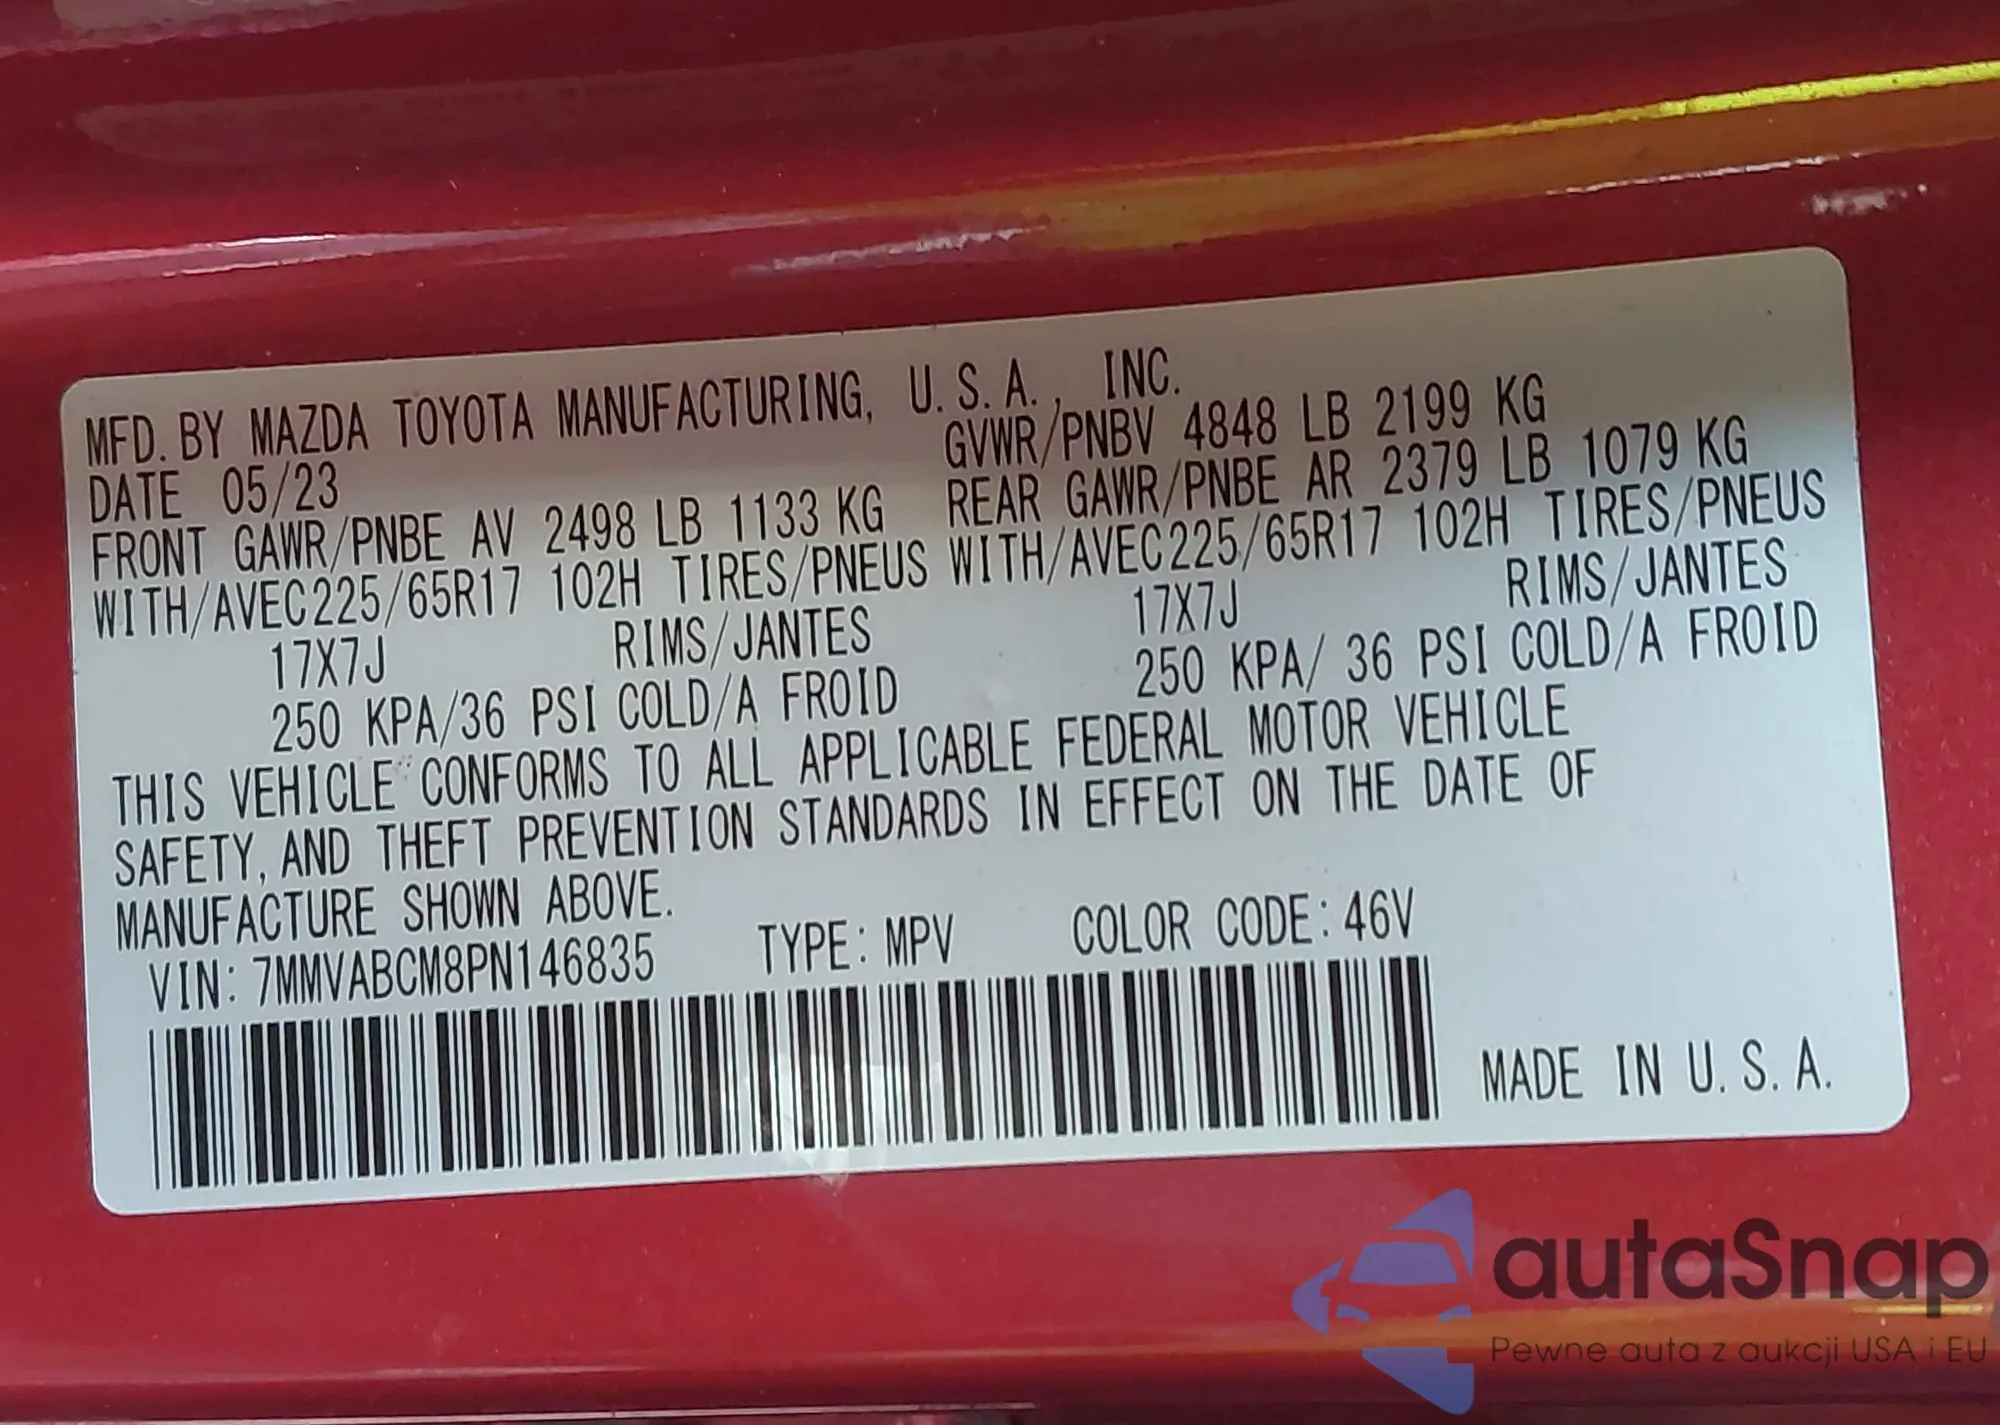 MFD. BY MAZDA TOYOTA MANUFACTURING, U.S.A., INC.
DATE 05/23 GVWR/PNBV 4848 LB 2199 KG
FRONT GAWR/PNBE AV 2498 LB 1133 KG REAR GAWR/PNBE AR 2379 LB 1079 KG
WITH/AVEC225/65R17 102H TIRES/PNEUS WITH/AVEC225/65R17 102H TIRES/PNEUS
17X7J RIMS/JANTES 17X7J RIMS/JANTES
250 KPA/36 PSI COLD/A FROID 250 KPA/ 36 PSI COLD/A FROID
THIS VEHICLE CONFORMS TO ALL APPLICABLE FEDERAL MOTOR VEHICLE
SAFETY, AND THEFT PREVENTION STANDARDS IN EFFECT ON THE DATE OF
MANUFACTURE SHOWN ABOVE.
VIN: 7MMVABCM8PN146835 TYPE: MPV COLOR CODE: 46V
MADE IN U.S.A.
autaSnap
Pewne auta z aukcji USA i EU